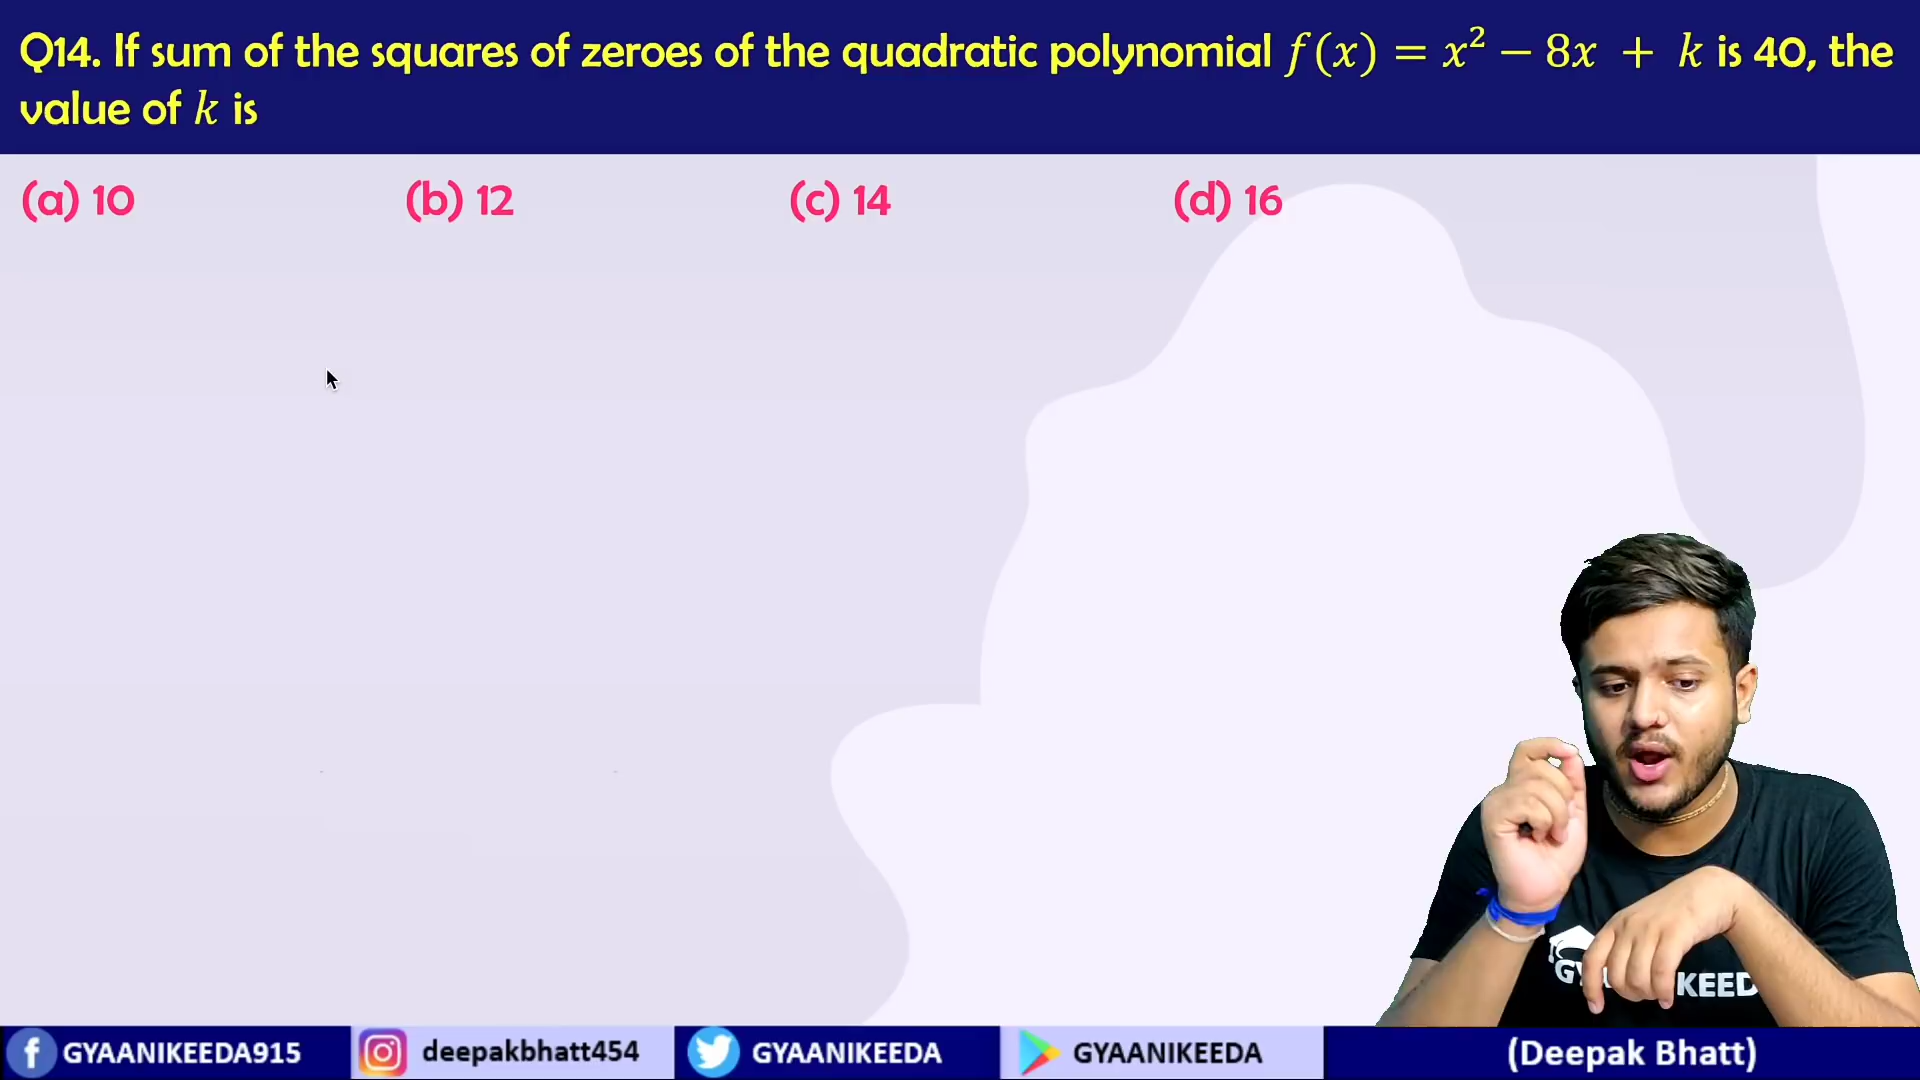 Q14. If sum of the squares of zeroes of the quadratic polynomial f(x) = x² − 8x + k is 40, the
value of k is
(a) 10 (b) 12 (c) 14 (d) 16
GYAANIKEEDA915 deepakbhatt454 GYAANIKEEDA GYAANIKEEDA (Deepak Bhatt)